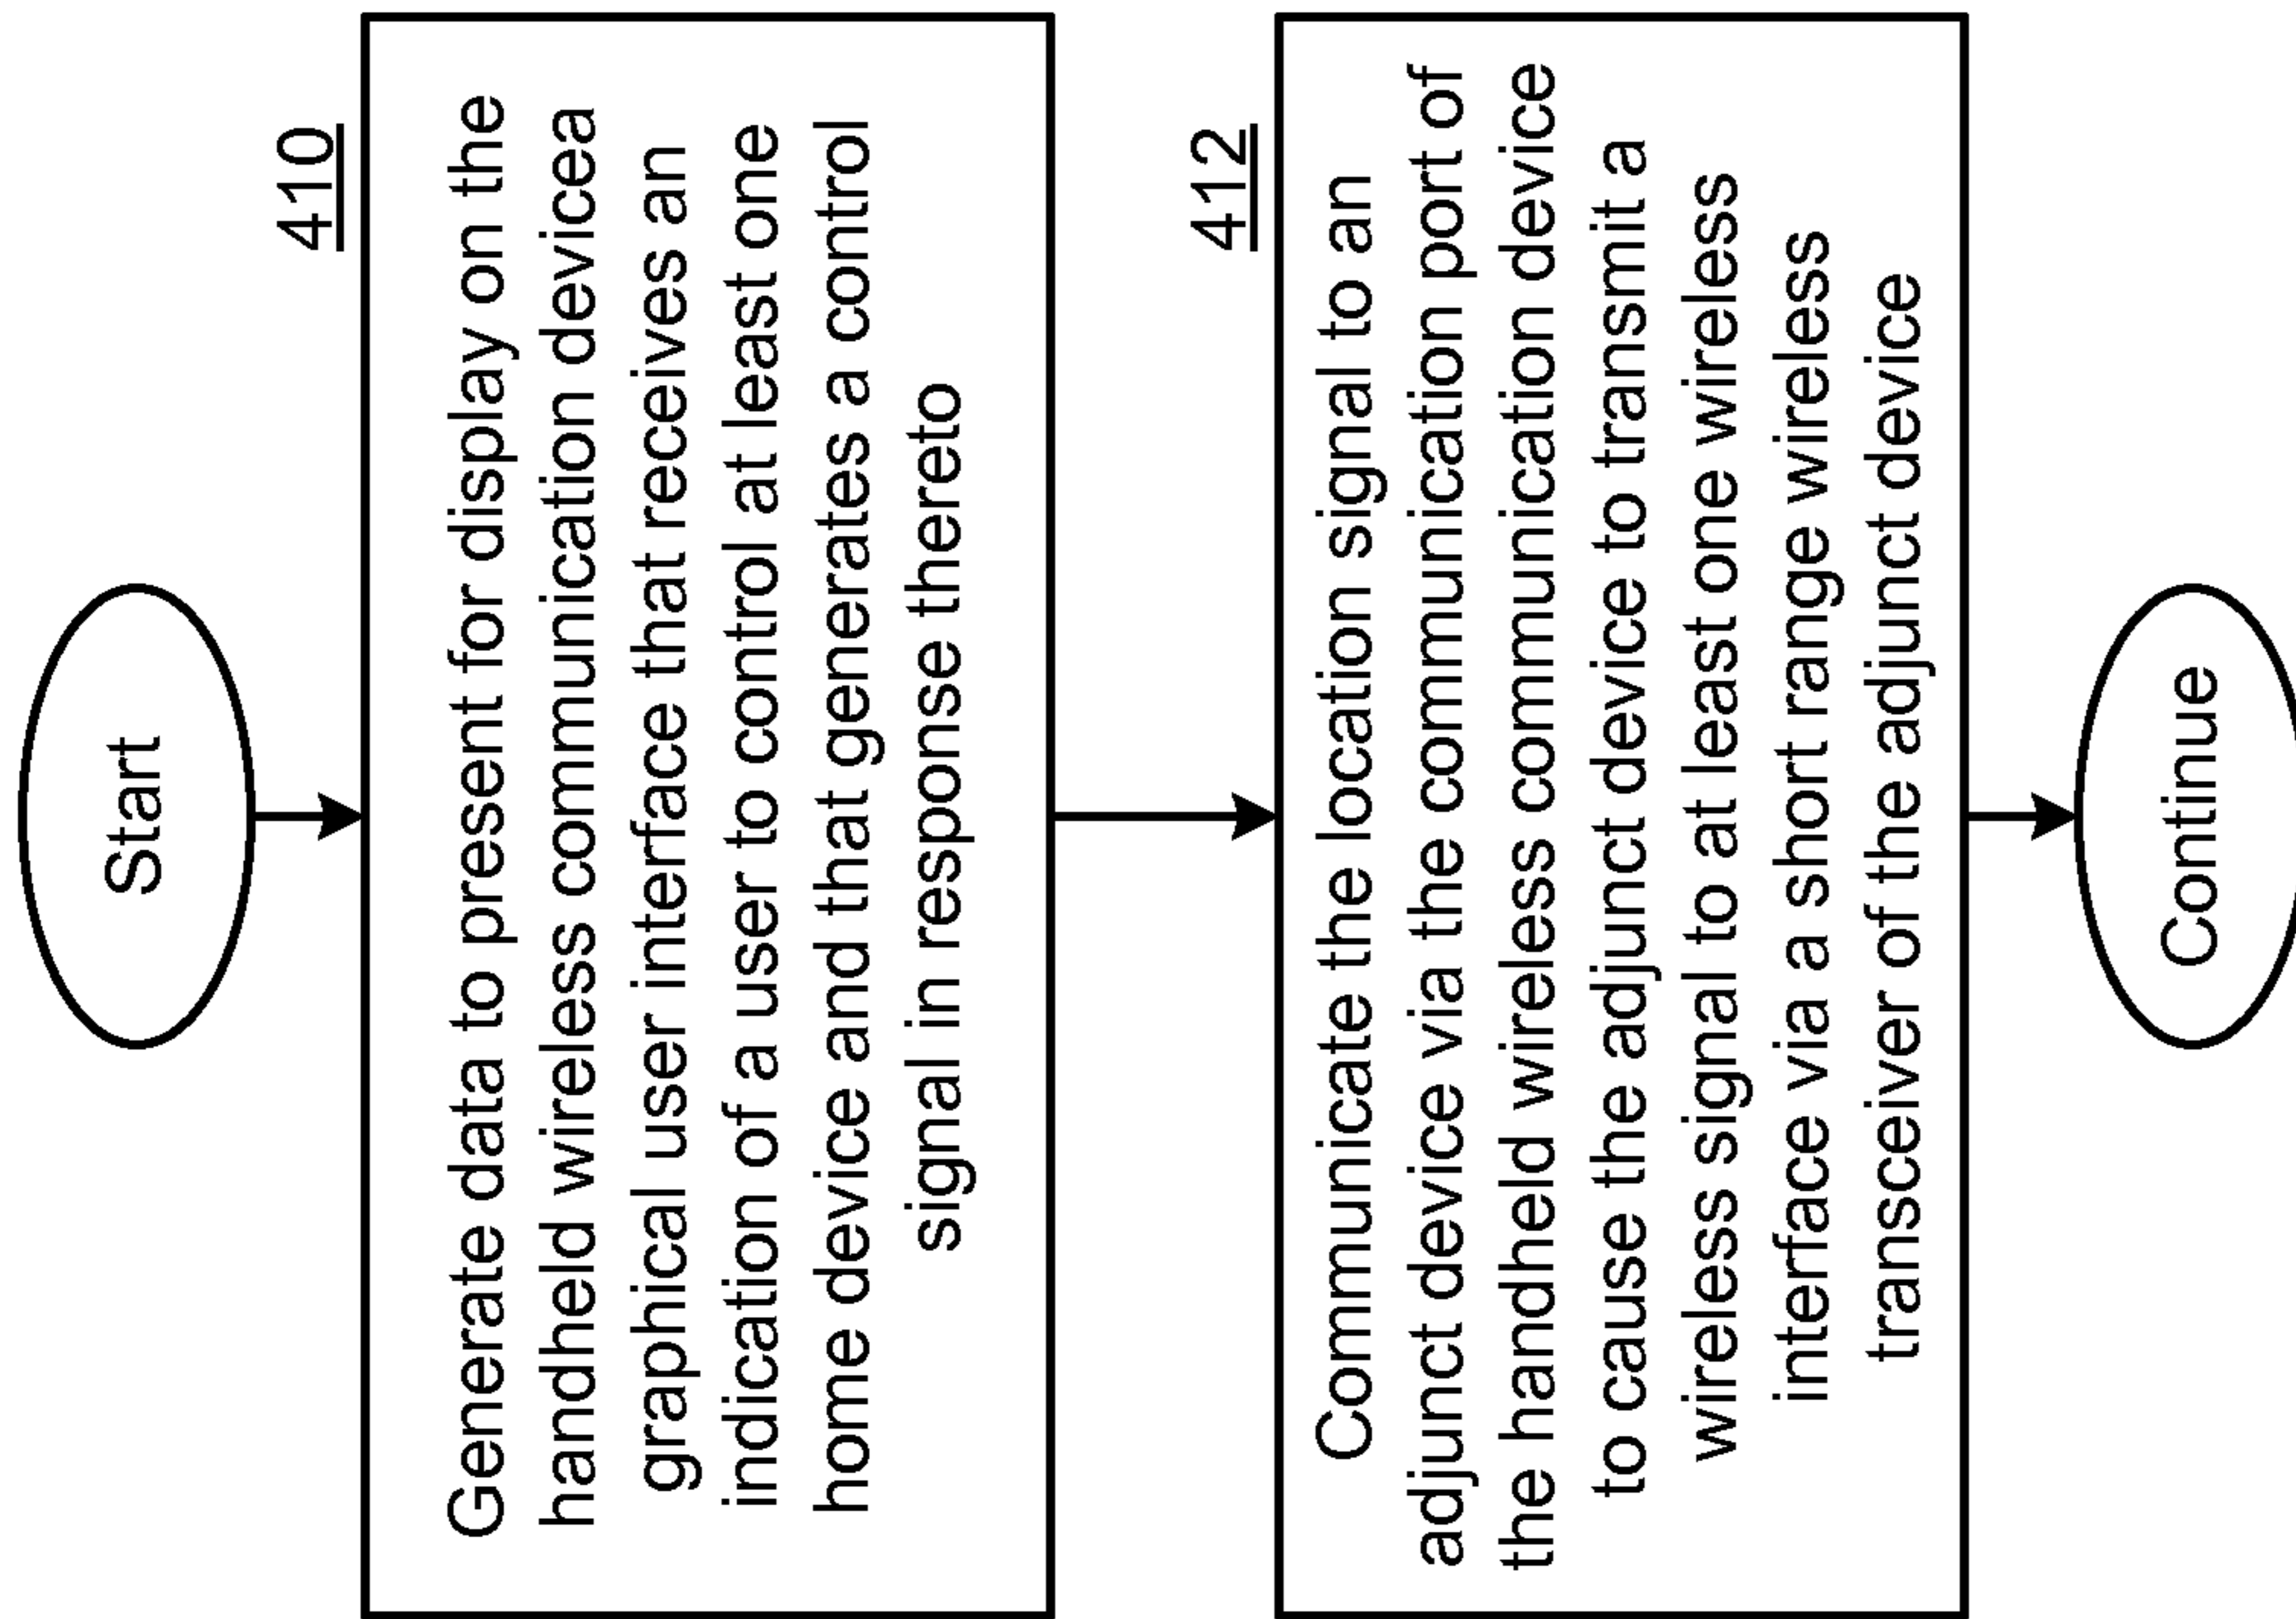 Start
410
Generate data to present for display on the
handheld wireless communication devicea
graphical user interface that receives an
indication of a user to control at least one
home device and that generates a control
signal in response thereto
412
Communicate the location signal to an
adjunct device via the communication port of
the handheld wireless communication device
to cause the adjunct device to transmit a
wireless signal to at least one wireless
interface via a short range wireless
transceiver of the adjunct device
Continue